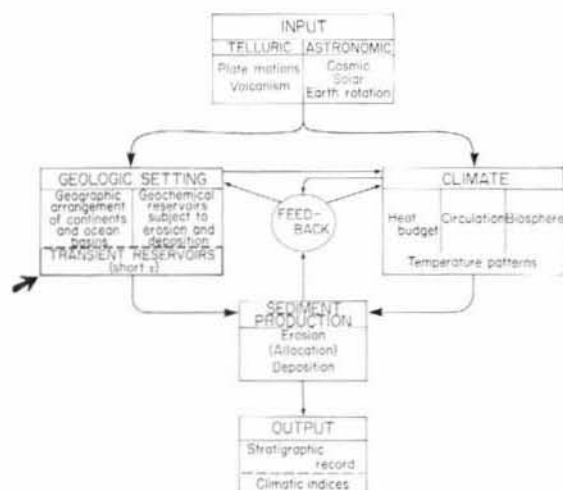 INPUT
TELLURIC
ASTRONOMIC
Plate motions
Volcanism
Cosmic
Solar
Earth rotation
GEOLOGIC SETTING
Geographic
arrangement
of continents
and ocean
basins
Geochemical
reservoirs
subject to
erosion and
deposition
TRANSIENT RESERVOIRS
(short
FEED-
BACK
CLIMATE
Heat
budget
Circulation
Biosphere
Temperature patterns
SEDIMENT
PRODUCTION
Erosion
(Allocation)
Deposition
OUTPUT
Stratigraphic
record
Climatic indices